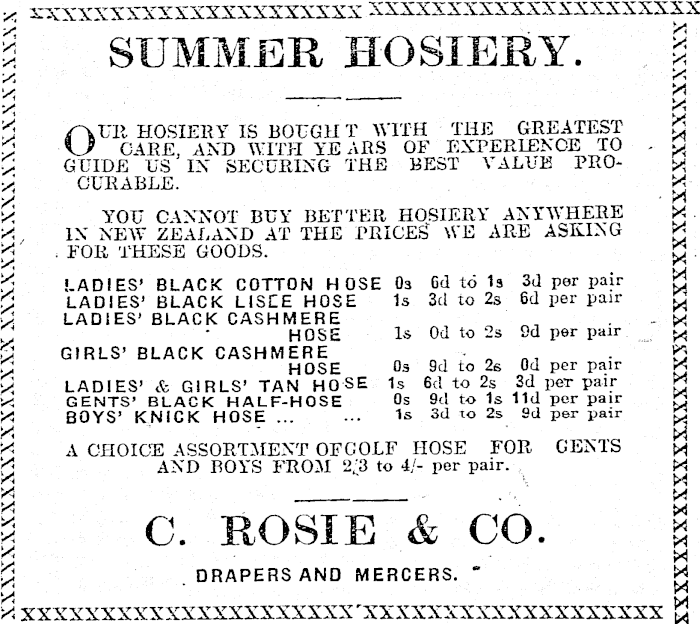 SUMMER HOSIERY.
OUR HOSIERY IS BOUGHT WITH THE GREATEST
CARE, AND WITH YEARS OF EXPERIENCE TO
GUIDE US IN SECURING THE BEST VALUE PRO-
CURABLE.
YOU CANNOT BUY BETTER HOSIERY ANYWHERE
IN NEW ZEALAND AT THE PRICES WE ARE ASKING
FOR THESE GOODS.
LADIES' BLACK COTTON HOSE 0s 6d to 1s 3d per pair
LADIES' BLACK LISLE HOSE 1s 3d to 2s 6d per pair
LADIES' BLACK CASHMERE
HOSE 1s 0d to 2s 9d per pair
GIRLS' BLACK CASHMERE
HOSE 0s 9d to 2s 0d per pair
LADIES' & GIRLS' TAN HOSE 1s 6d to 2s 3d per pair
GENTS' BLACK HALF-HOSE 0s 9d to 1s 11d per pair
BOYS' KNICK HOSE ... ... 1s 3d to 2s 9d per pair
A CHOICE ASSORTMENT OF GOLF HOSE FOR GENTS
AND BOYS FROM 2/3 to 4/- per pair.
C. ROSIE & CO.
DRAPERS AND MERCERS.